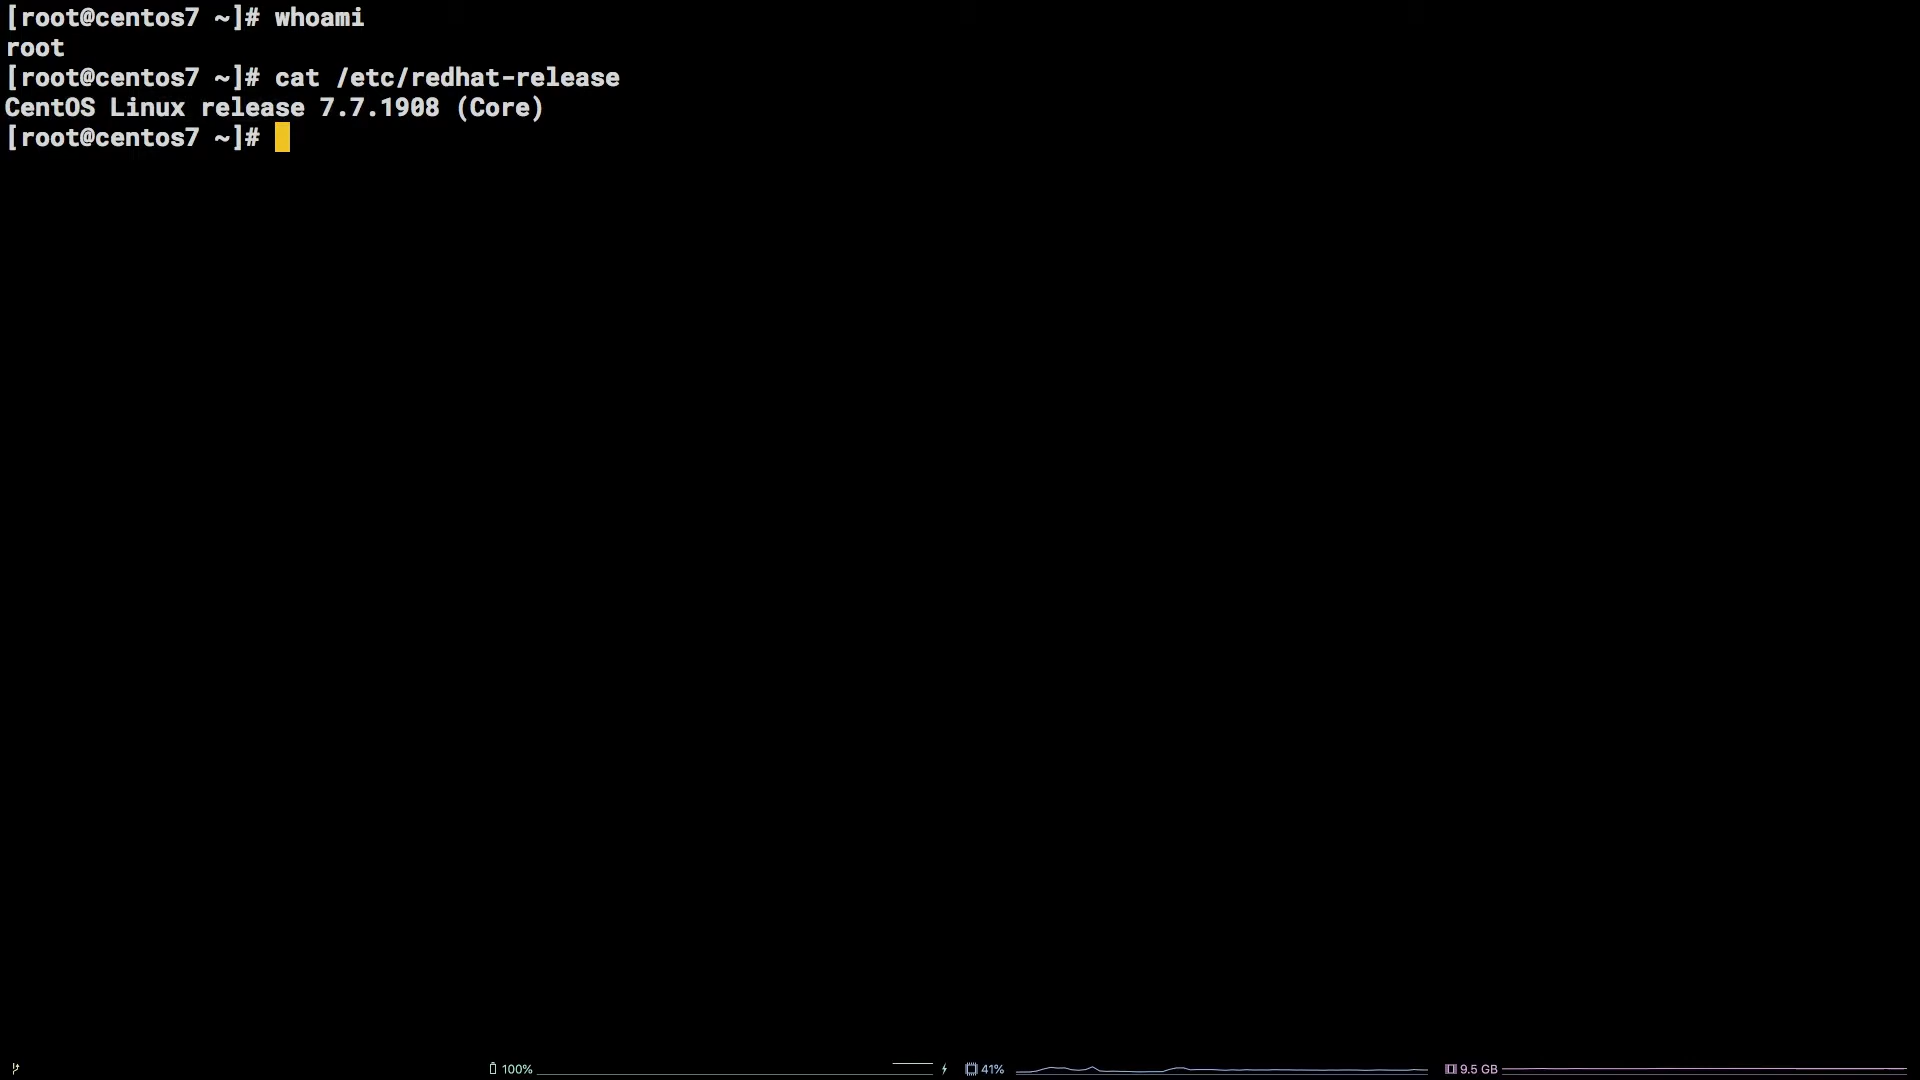 [root@centos7 ~]# whoami
root
[root@centos7 ~]# cat /etc/redhat-release
CentOS Linux release 7.7.1908 (Core)
[root@centos7 ~]#
100% 41% 9.5 GB